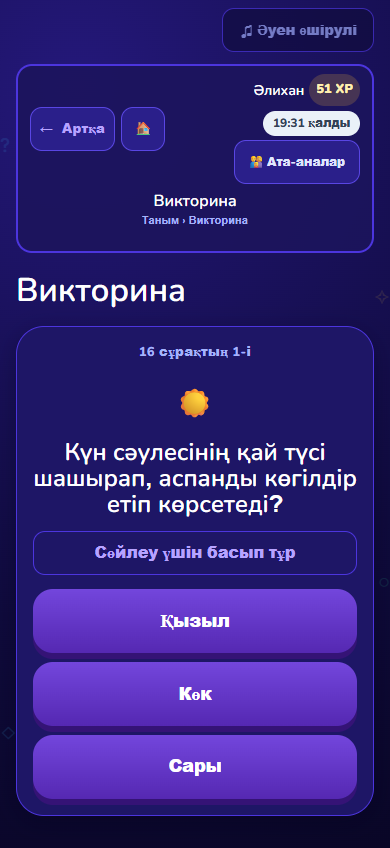 Әуен өшірулі
Әлихан 51 XP
19:31 қалды
← Артқа
Ата-аналар
Викторина
Таным › Викторина
Викторина
16 сұрақтың 1-і
Күн сәулесінің қай түсі
шашырап, аспанды көгілдір
етіп көрсетеді?
Сөйлеу үшін басып тұр
Қызыл
Көк
Сары